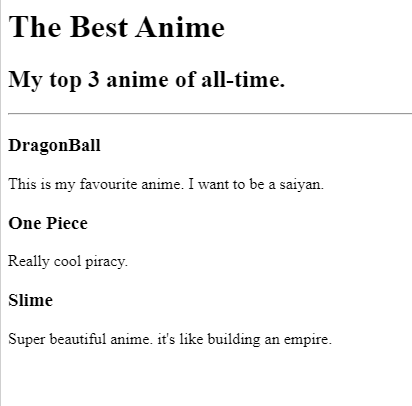 The Best Anime
My top 3 anime of all-time.
DragonBall
This is my favourite anime. I want to be a saiyan.
One Piece
Really cool piracy.
Slime
Super beautiful anime. it's like building an empire.